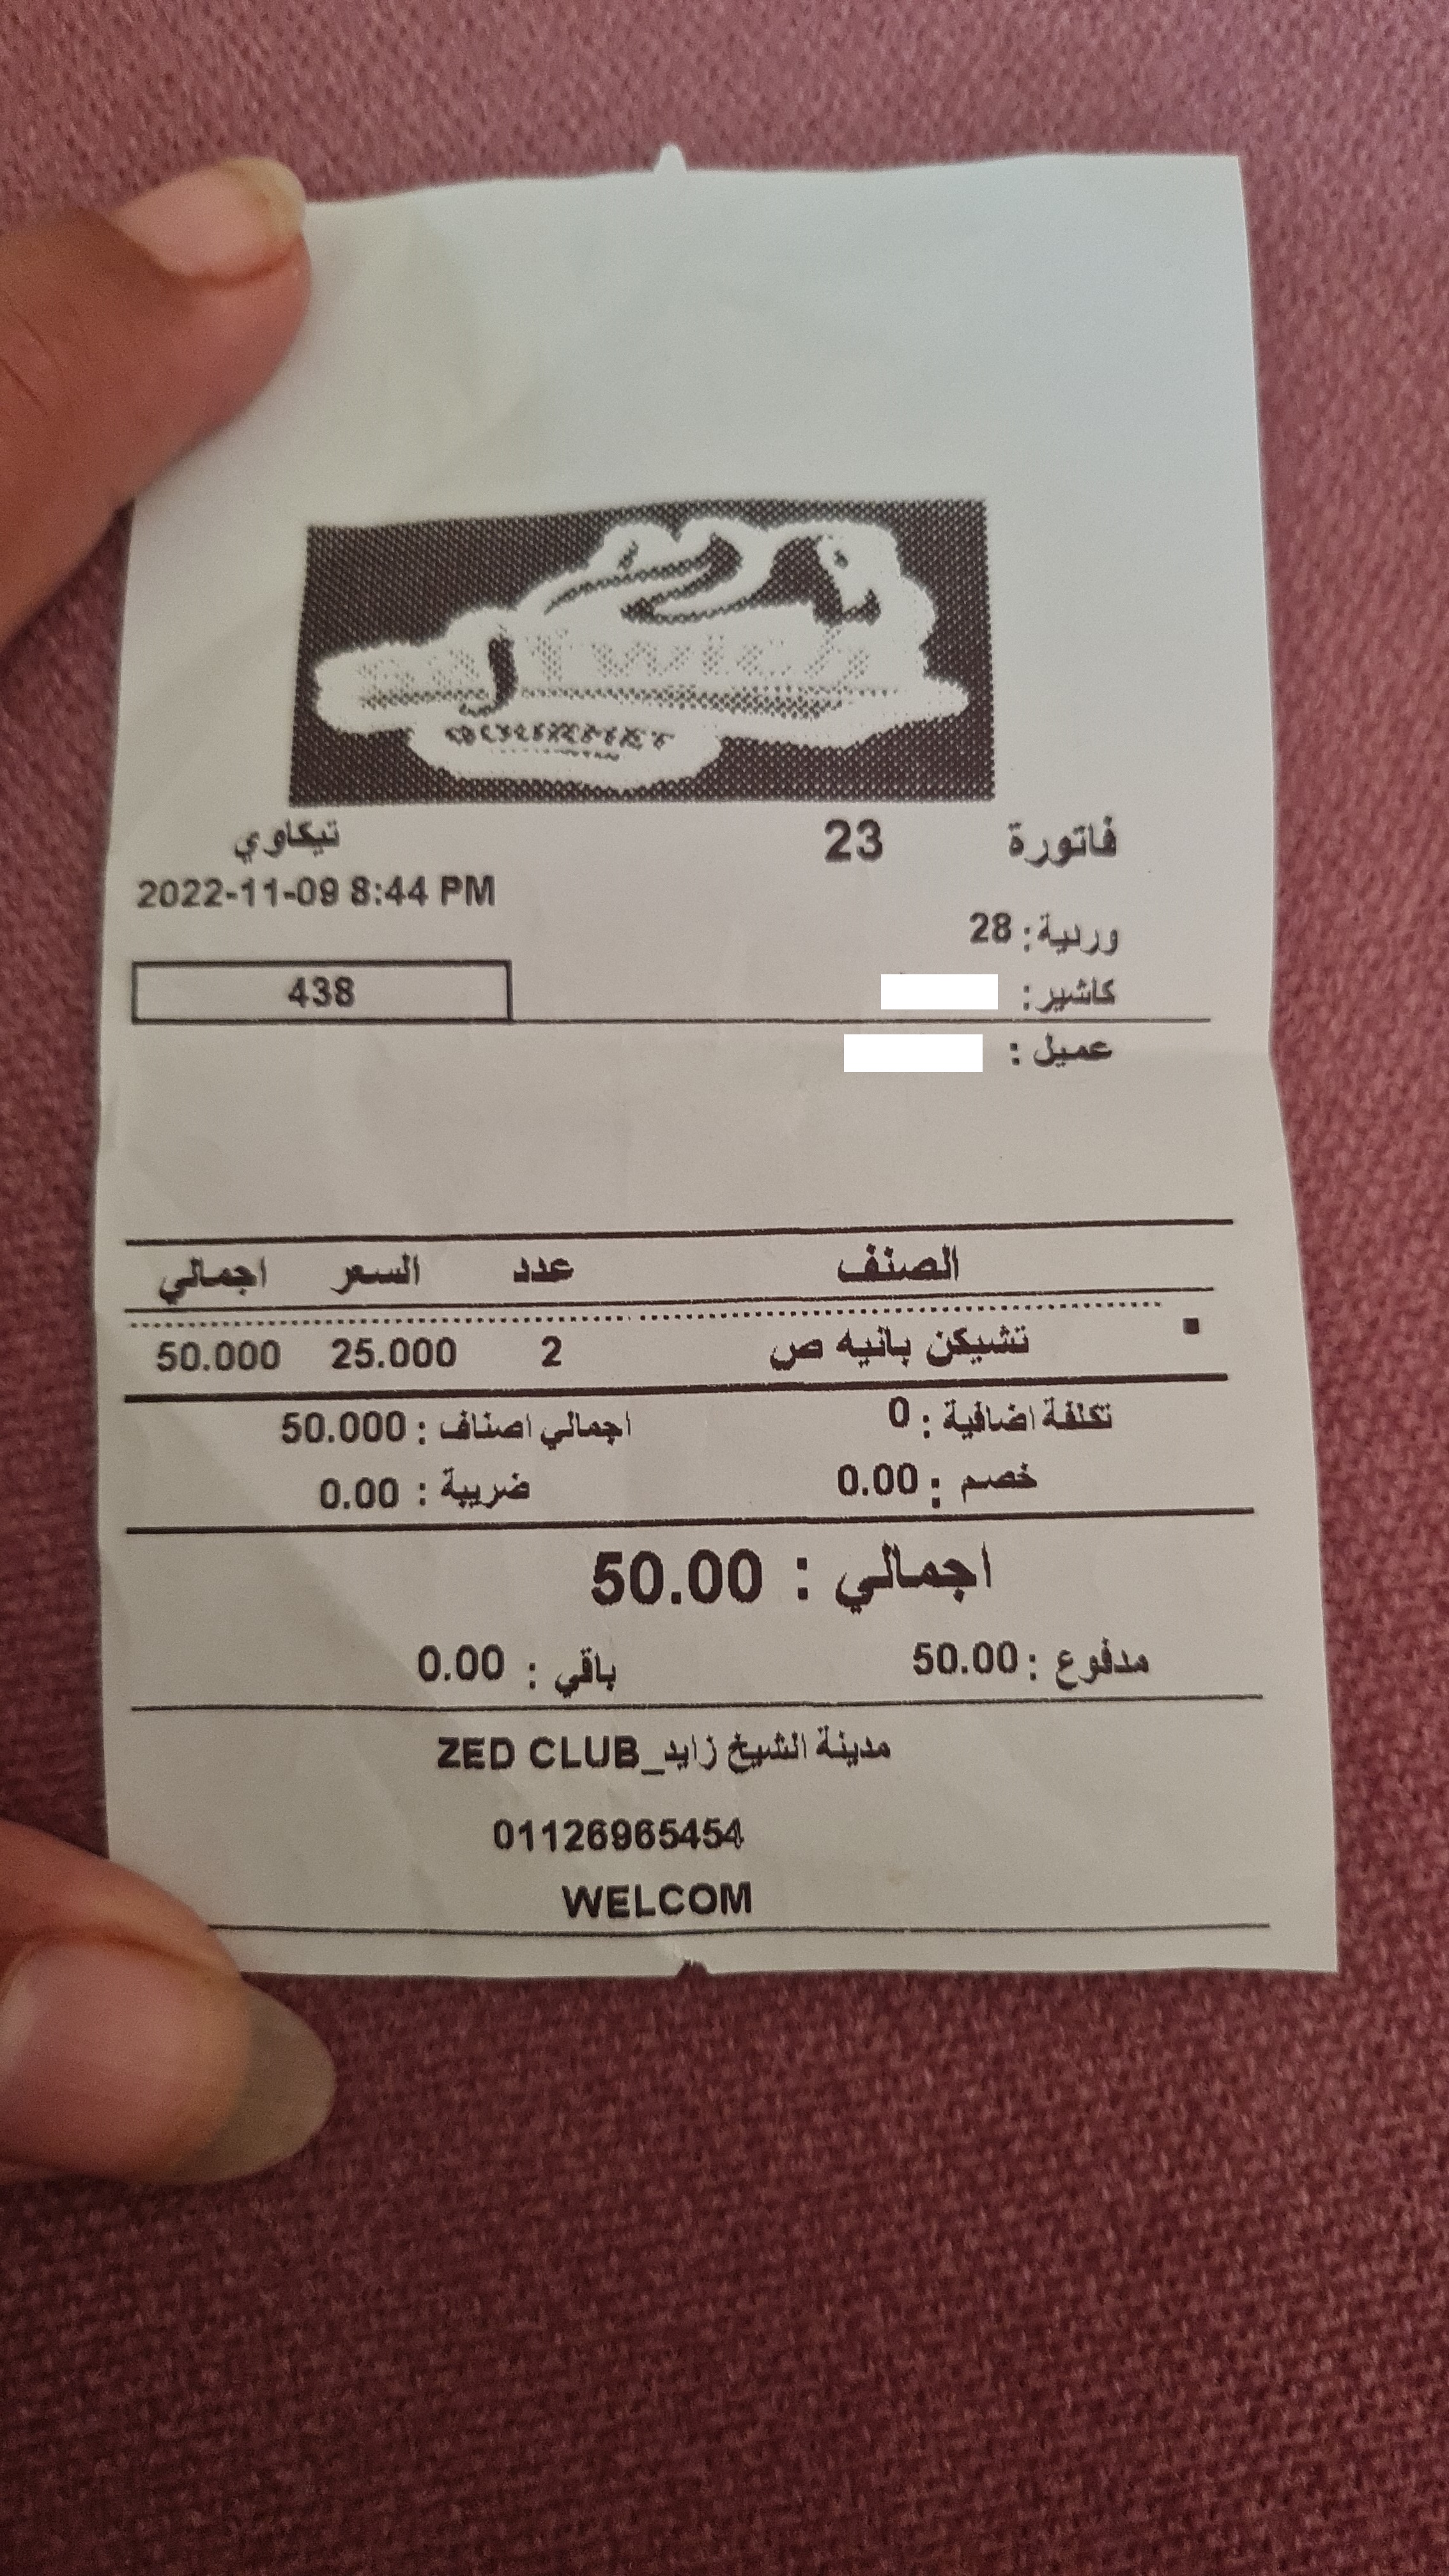 GOURMET
فاتورة 23 تيكاوي
2022-11-09 8:44 PM
وردية: 28
كاشير: 438
عميل :
الصنف عدد السعر اجمالي
تشيكن بانيه ص 2 25.000 50.000
تكلفة اضافية : 0 اجمالي اصناف : 50.000
خصم : 0.00 ضريبة : 0.00
اجمالي : 50.00
مدفوع : 50.00 باقي : 0.00
مدينة الشيخ زايد_ZED CLUB
01126965454
WELCOM